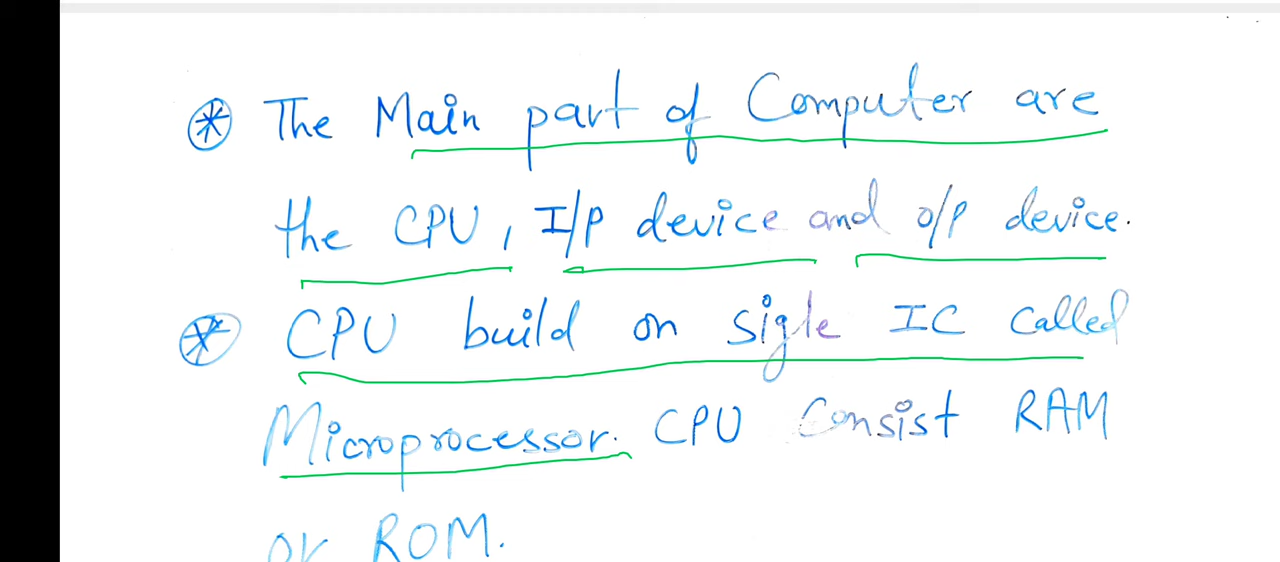 The Main part of Computer are
the CPU, I/P device and O/P device.
CPU build on sigle IC called
Microprocessor. CPU Consist RAM
or ROM.